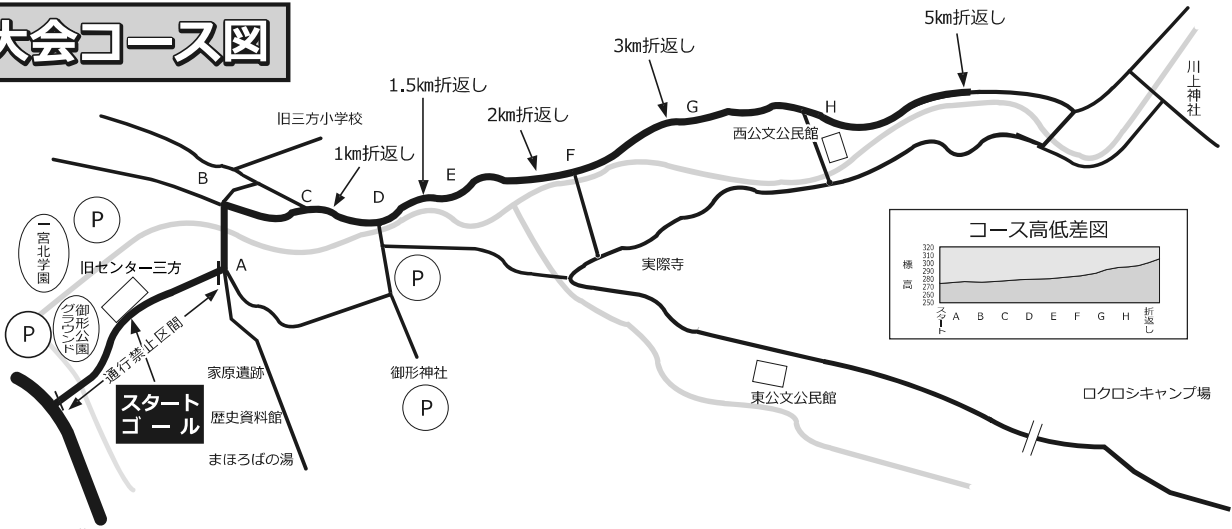 大会コース図
5km折返し
3km折返し
1.5km折返し
2km折返し
1km折返し
旧三方小学校
川上神社
西公文公民館
A
B
C
D
E
F
G
H
P
一宮北学園
旧センター三方
P
御形公園グラウンド
通行禁止区間
スタート
ゴール
家原遺跡
歴史資料館
まほろばの湯
P
御形神社
P
実際寺
東公文公民館
ロクロシキャンプ場
コース高低差図
標高
320
310
300
290
280
270
260
250
スタート A B C D E F G H 折返し